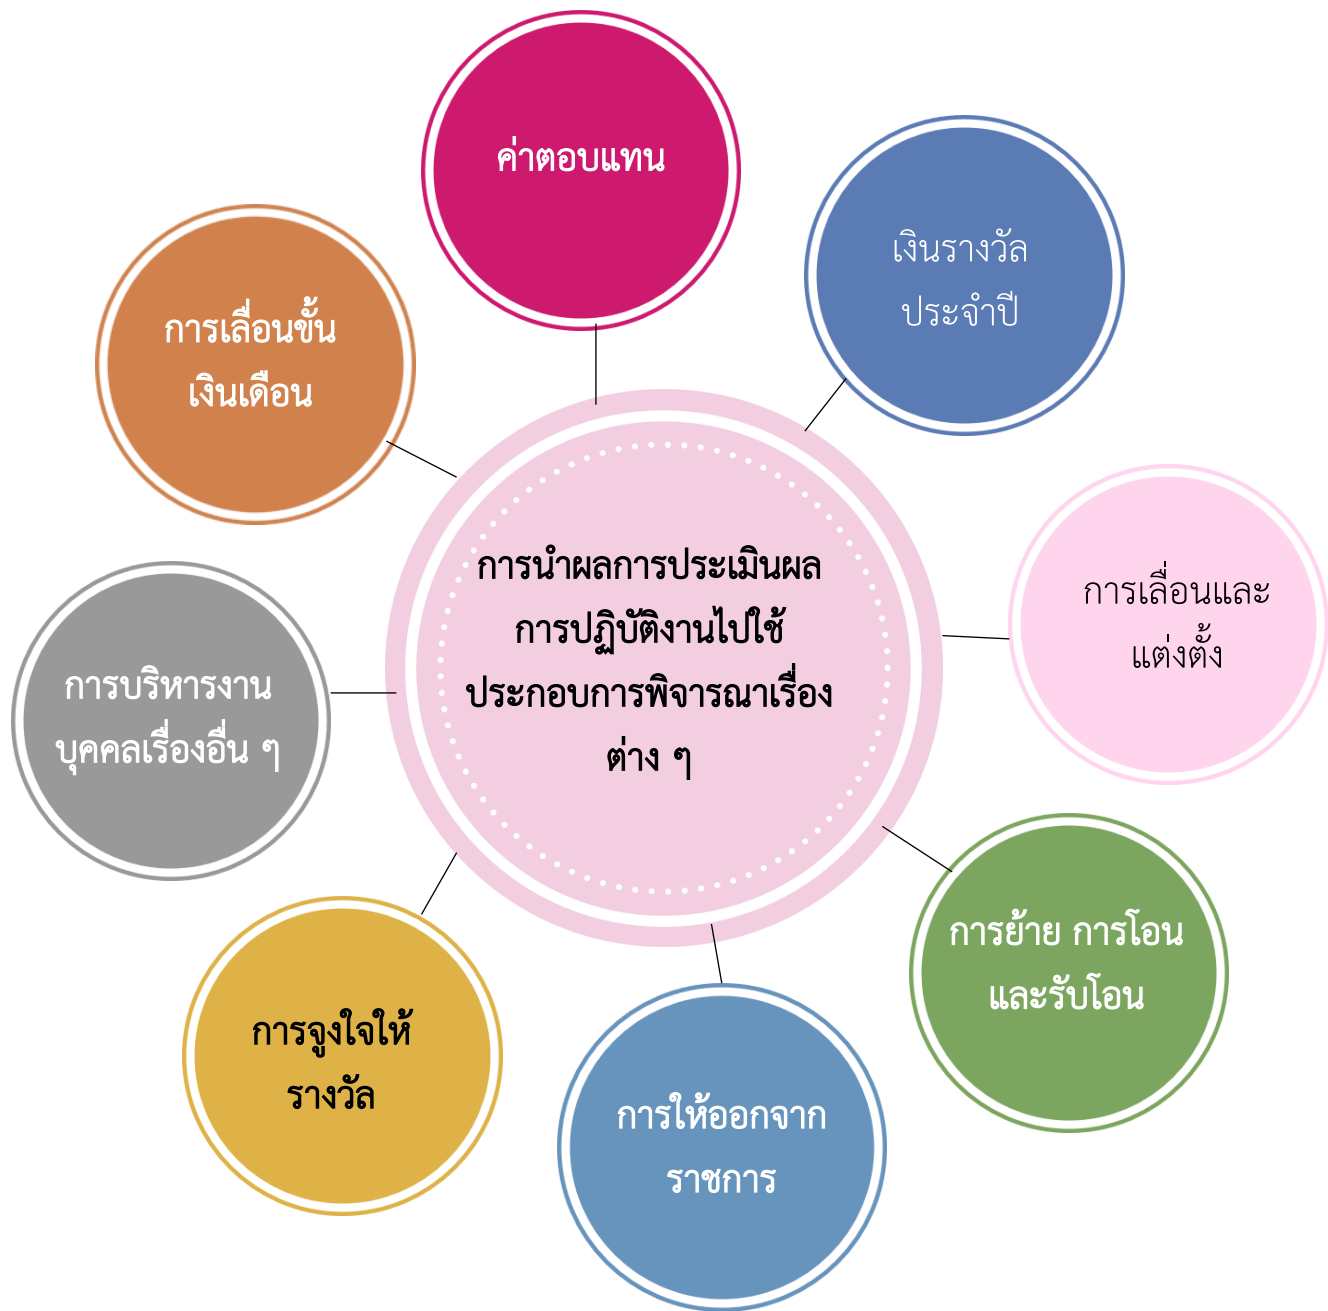 ค่าตอบแทน
เงินรางวัล
ประจำปี
การเลื่อนขั้น
เงินเดือน
การนำผลการประเมินผล
การปฏิบัติงานไปใช้
ประกอบการพิจารณาเรื่อง
ต่าง ๆ
การเลื่อนและ
แต่งตั้ง
การบริหารงาน
บุคคลเรื่องอื่น ๆ
การย้าย การโอน
และรับโอน
การจูงใจให้
รางวัล
การให้ออกจาก
ราชการ